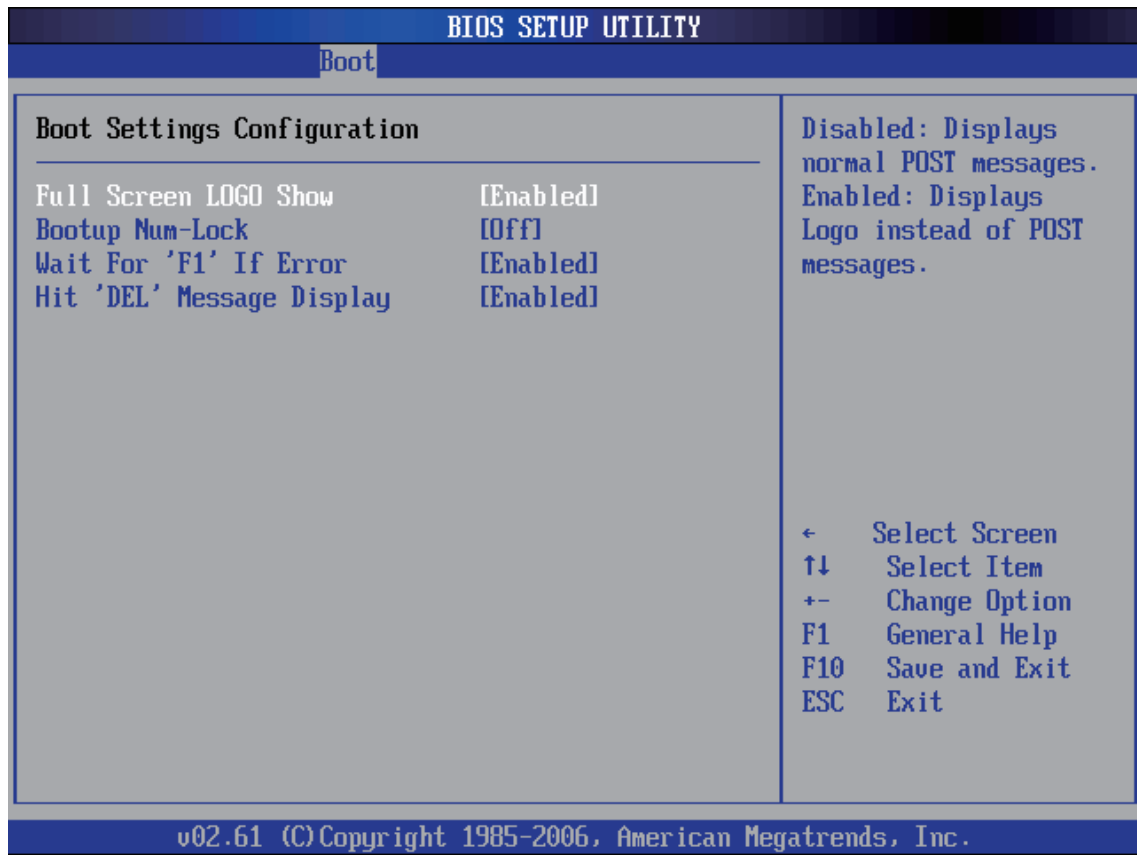 BIOS SETUP UTILITY
Boot
Boot Settings Configuration
Full Screen LOGO Show [Enabled]
Bootup Num-Lock [Off]
Wait For 'F1' If Error [Enabled]
Hit 'DEL' Message Display [Enabled]
Disabled: Displays
normal POST messages.
Enabled: Displays
Logo instead of POST
messages.
← Select Screen
↑↓ Select Item
+- Change Option
F1 General Help
F10 Save and Exit
ESC Exit
v02.61 (C)Copyright 1985-2006, American Megatrends, Inc.